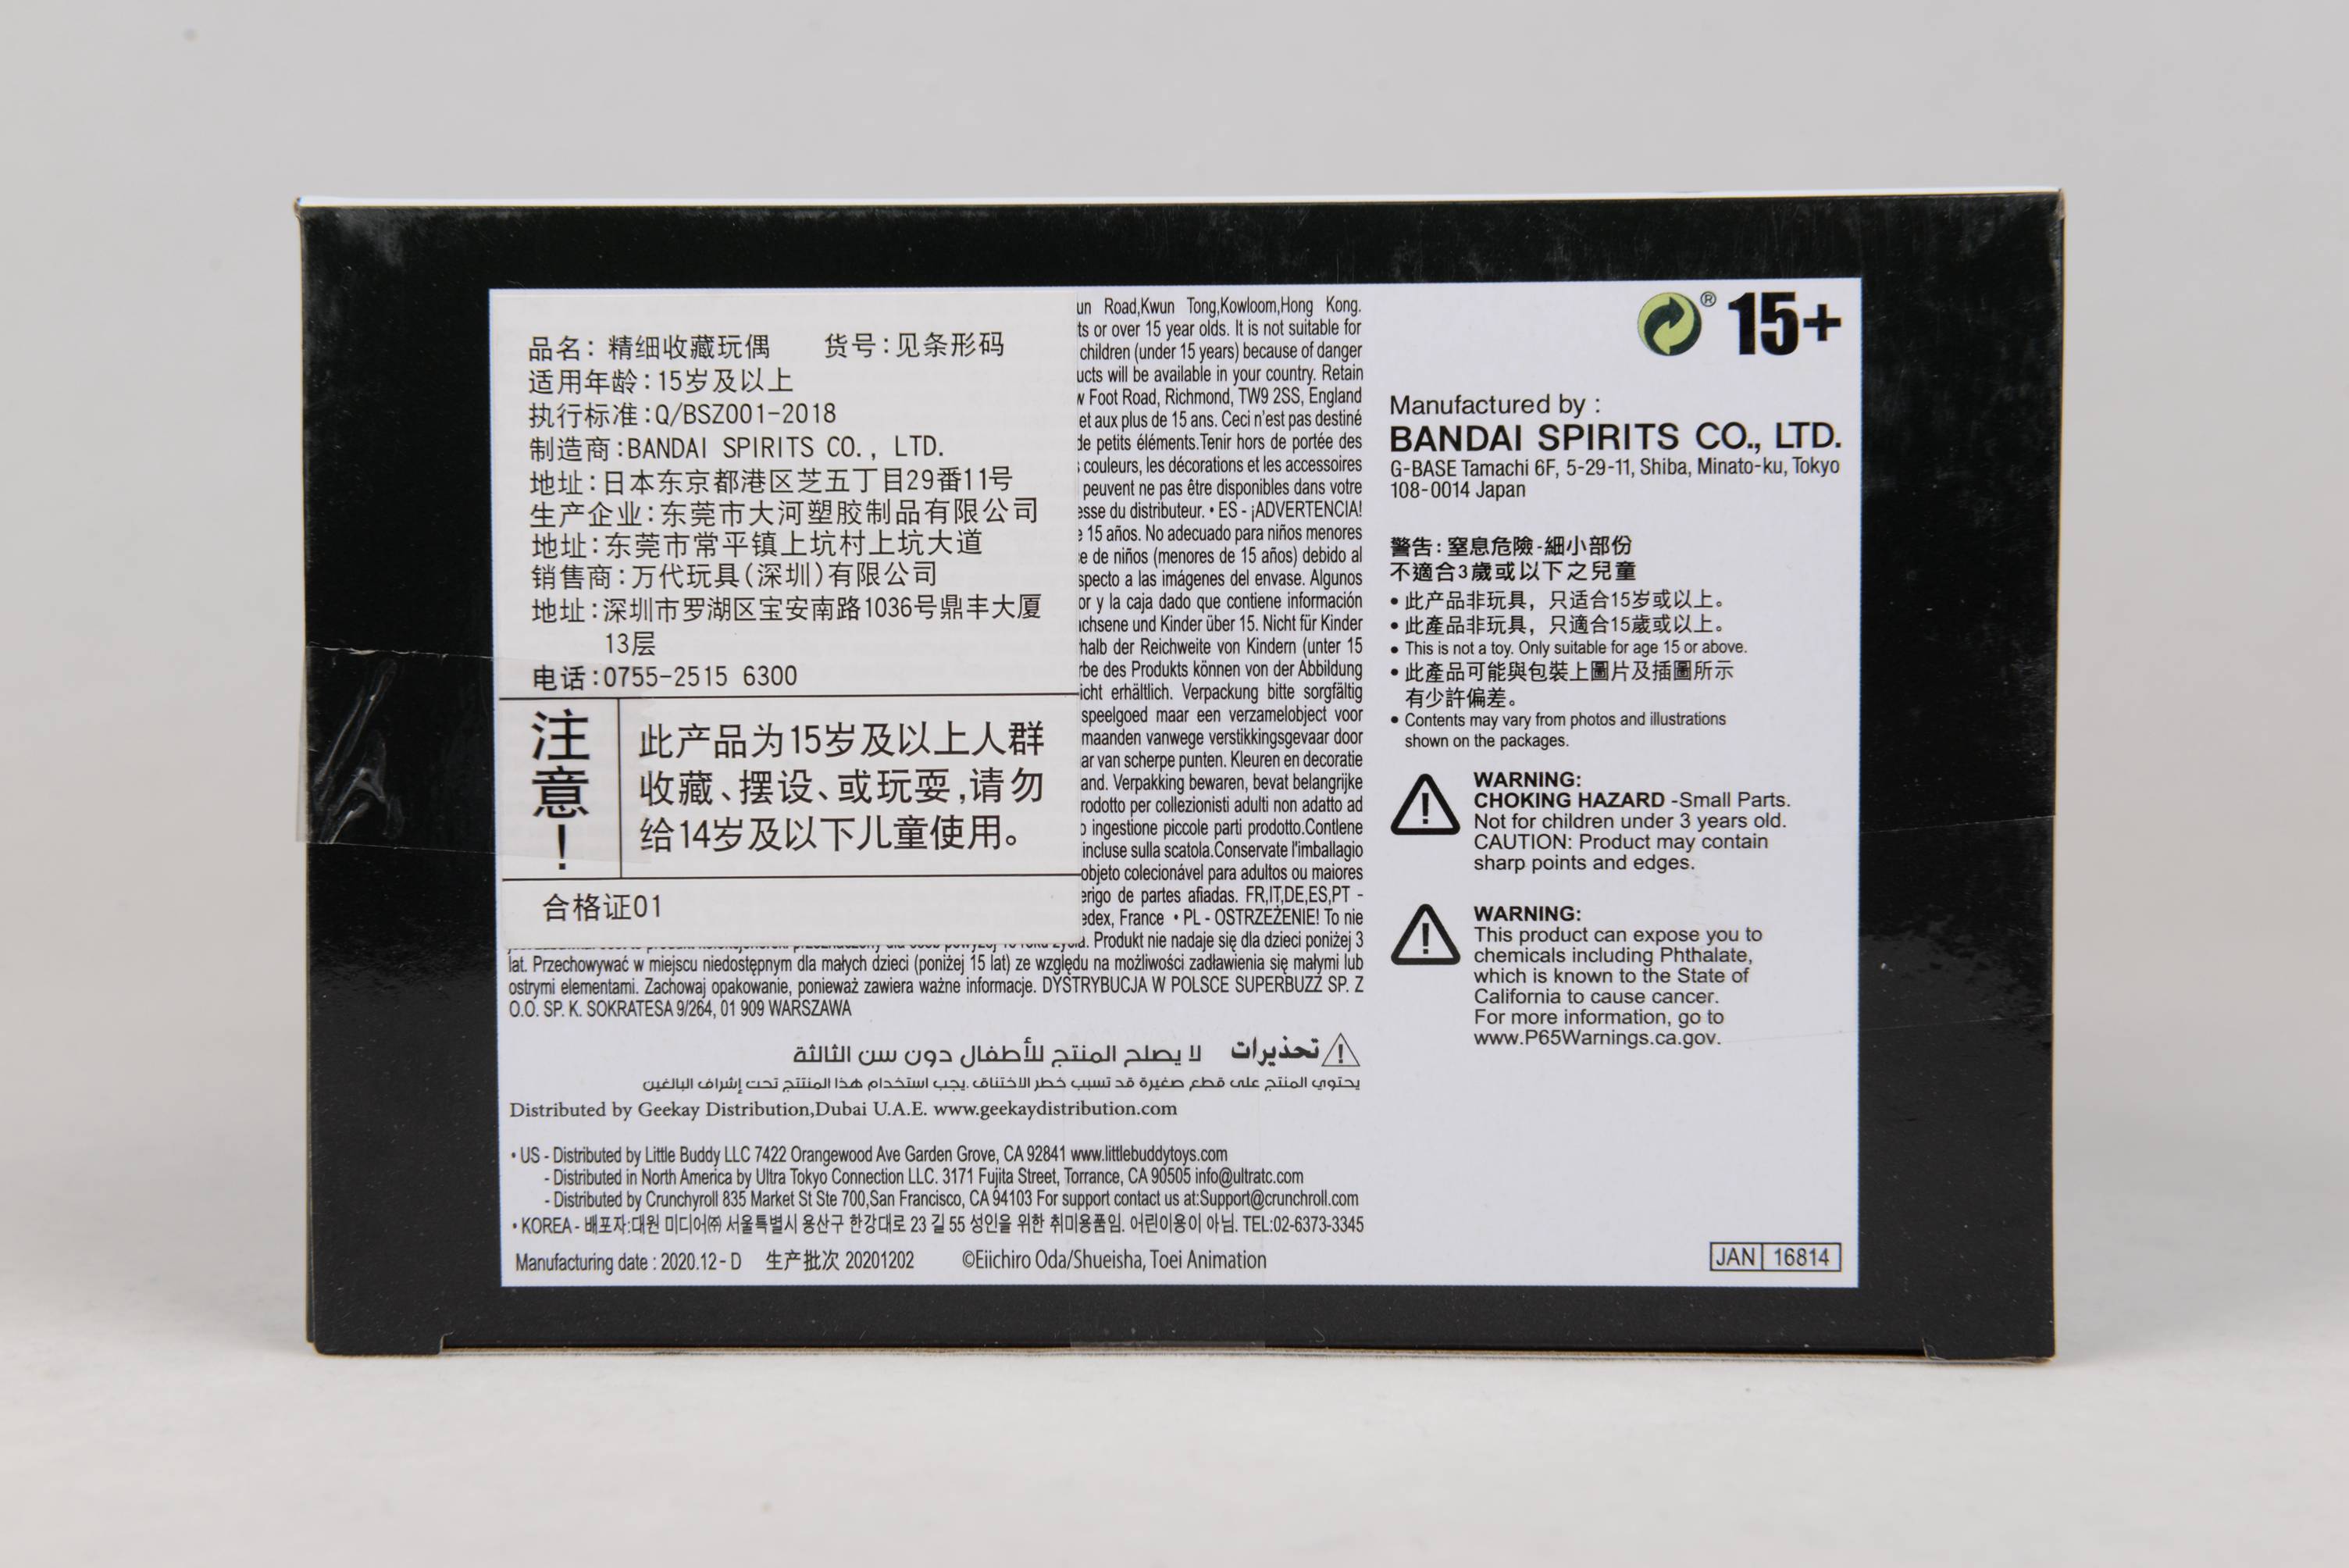 品名：精细收藏玩偶 货号：见条形码
适用年龄：15岁及以上
执行标准：Q/BSZ001-2018
制造商：BANDAI SPIRITS CO., LTD.
地址：日本东京都港区芝五丁目29番11号
生产企业：东莞市大河塑胶制品有限公司
地址：东莞市常平镇上坑村上坑大道
销售商：万代玩具(深圳)有限公司
地址：深圳市罗湖区宝安南路1036号鼎丰大厦
13层
电话：0755-2515 6300
注意！
此产品为15岁及以上人群
收藏、摆设、或玩耍，请勿
给14岁及以下儿童使用。
合格证01
Road,Kwun Tong,Kowloom,Hong Kong.
or over 15 year olds. It is not suitable for
children (under 15 years) because of danger
will be available in your country. Retain
Foot Road, Richmond, TW9 2SS, England
et aux plus de 15 ans. Ceci n'est pas destiné
de petits éléments.Tenir hors de portée des
couleurs, les décorations et les accessoires
peuvent ne pas être disponibles dans votre
du distributeur. • ES - ¡ADVERTENCIA!
15 años. No adecuado para niños menores
de niños (menores de 15 años) debido al
a las imágenes del envase. Algunos
y la caja dado que contiene información
und Kinder über 15. Nicht für Kinder
der Reichweite von Kindern (unter 15
des Produkts können von der Abbildung
erhältlich. Verpackung bitte sorgfältig
speelgoed maar een verzamelobject voor
maanden vanwege verstikkingsgevaar door
van scherpe punten. Kleuren en decoratie
Verpakking bewaren, bevat belangrijke
per collezionisti adulti non adatto ad
ingestione piccole parti prodotto.Contlene
incluse sulla scatola.Conservate l'imballagio
objeto colecionável para adultos ou maiores
de partes afiadas. FR,IT,DE,ES,PT -
France • PL - OSTRZEŻENIE! To nie
Produkt nie nadaje się dla dzieci poniżej 3
lat. Przechowywać w miejscu niedostępnym dla małych dzieci (poniżej 15 lat) ze względu na możliwości zadławienia się małymi lub
ostrymi elementami. Zachowaj opakowanie, ponieważ zawiera ważne informacje. DYSTRYBUCJA W POLSCE SUPERBUZZ SP. Z
O.O. SP. K. SOKRATESA 9/264, 01 909 WARSZAWA
تحذيرات لا يصلح المنتج للأطفال دون سن الثالثة
يحتوي المنتج على قطع صغيرة قد تسبب خطر الاختناق. يجب استخدام هذا المنتج تحت إشراف البالغين
Distributed by Geekay Distribution,Dubai U.A.E. www.geekaydistribution.com
• US - Distributed by Little Buddy LLC 7422 Orangewood Ave Garden Grove, CA 92841 www.littlebuddytoys.com
- Distributed in North America by Ultra Tokyo Connection LLC. 3171 Fujita Street, Torrance, CA 90505 info@ultratc.com
- Distributed by Crunchyroll 835 Market St Ste 700,San Francisco, CA 94103 For support contact us at:Support@crunchroll.com
• KOREA - 배포자:대원 미디어㈜ 서울특별시 용산구 한강대로 23 길 55 성인을 위한 취미용품임. 어린이용이 아님. TEL:02-6373-3345
Manufacturing date : 2020.12 - D 生产批次 20201202 ©Eiichiro Oda/Shueisha, Toei Animation
® 15+
Manufactured by :
BANDAI SPIRITS CO., LTD.
G-BASE Tamachi 6F, 5-29-11, Shiba, Minato-ku, Tokyo
108-0014 Japan
警告：窒息危險-細小部份
不適合3歲或以下之兒童
• 此产品非玩具，只适合15岁或以上。
• 此產品非玩具，只適合15歲或以上。
• This is not a toy. Only suitable for age 15 or above.
• 此產品可能與包裝上圖片及插圖所示
有少許偏差。
• Contents may vary from photos and illustrations
shown on the packages.
WARNING:
CHOKING HAZARD -Small Parts.
Not for children under 3 years old.
CAUTION: Product may contain
sharp points and edges.
WARNING:
This product can expose you to
chemicals including Phthalate,
which is known to the State of
California to cause cancer.
For more information, go to
www.P65Warnings.ca.gov.
JAN 16814